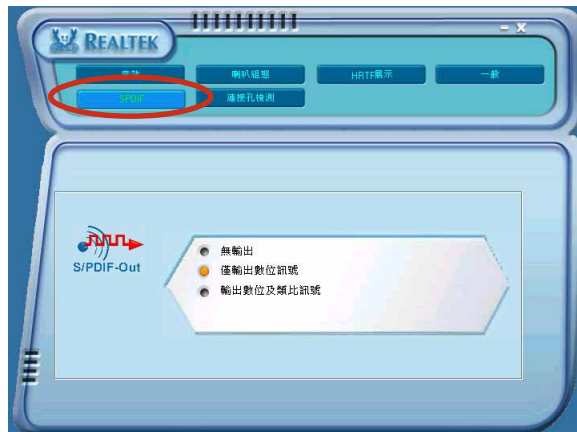 REALTEK
- X
音效
喇叭組態
HRTF展示
一般
SPDIF
連接孔檢測
S/PDIF-Out
無輸出
僅輸出數位訊號
輸出數位及類比訊號